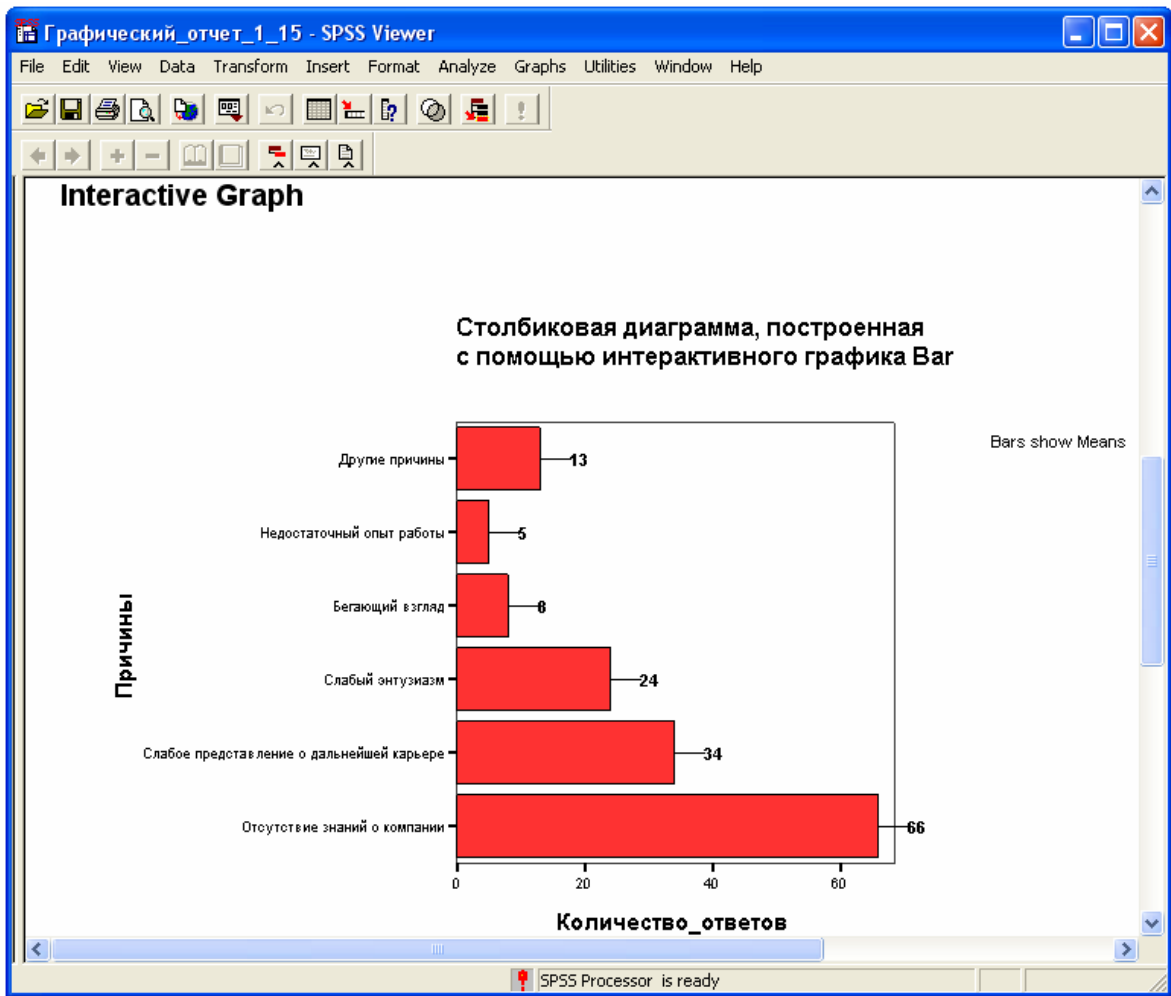 Графический_отчет_1_15 - SPSS Viewer
File Edit View Data Transform Insert Format Analyze Graphs Utilities Window Help
Interactive Graph
Столбиковая диаграмма, построенная
с помощью интерактивного графика Bar
Bars show Means
Другие причины
13
Недостаточный опыт работы
5
Бегающий взгляд
8
Слабый энтузиазм
24
Слабое представление о дальнейшей карьере
34
Отсутствие знаний о компании
66
Причины
0 20 40 60
Количество_ответов
SPSS Processor is ready